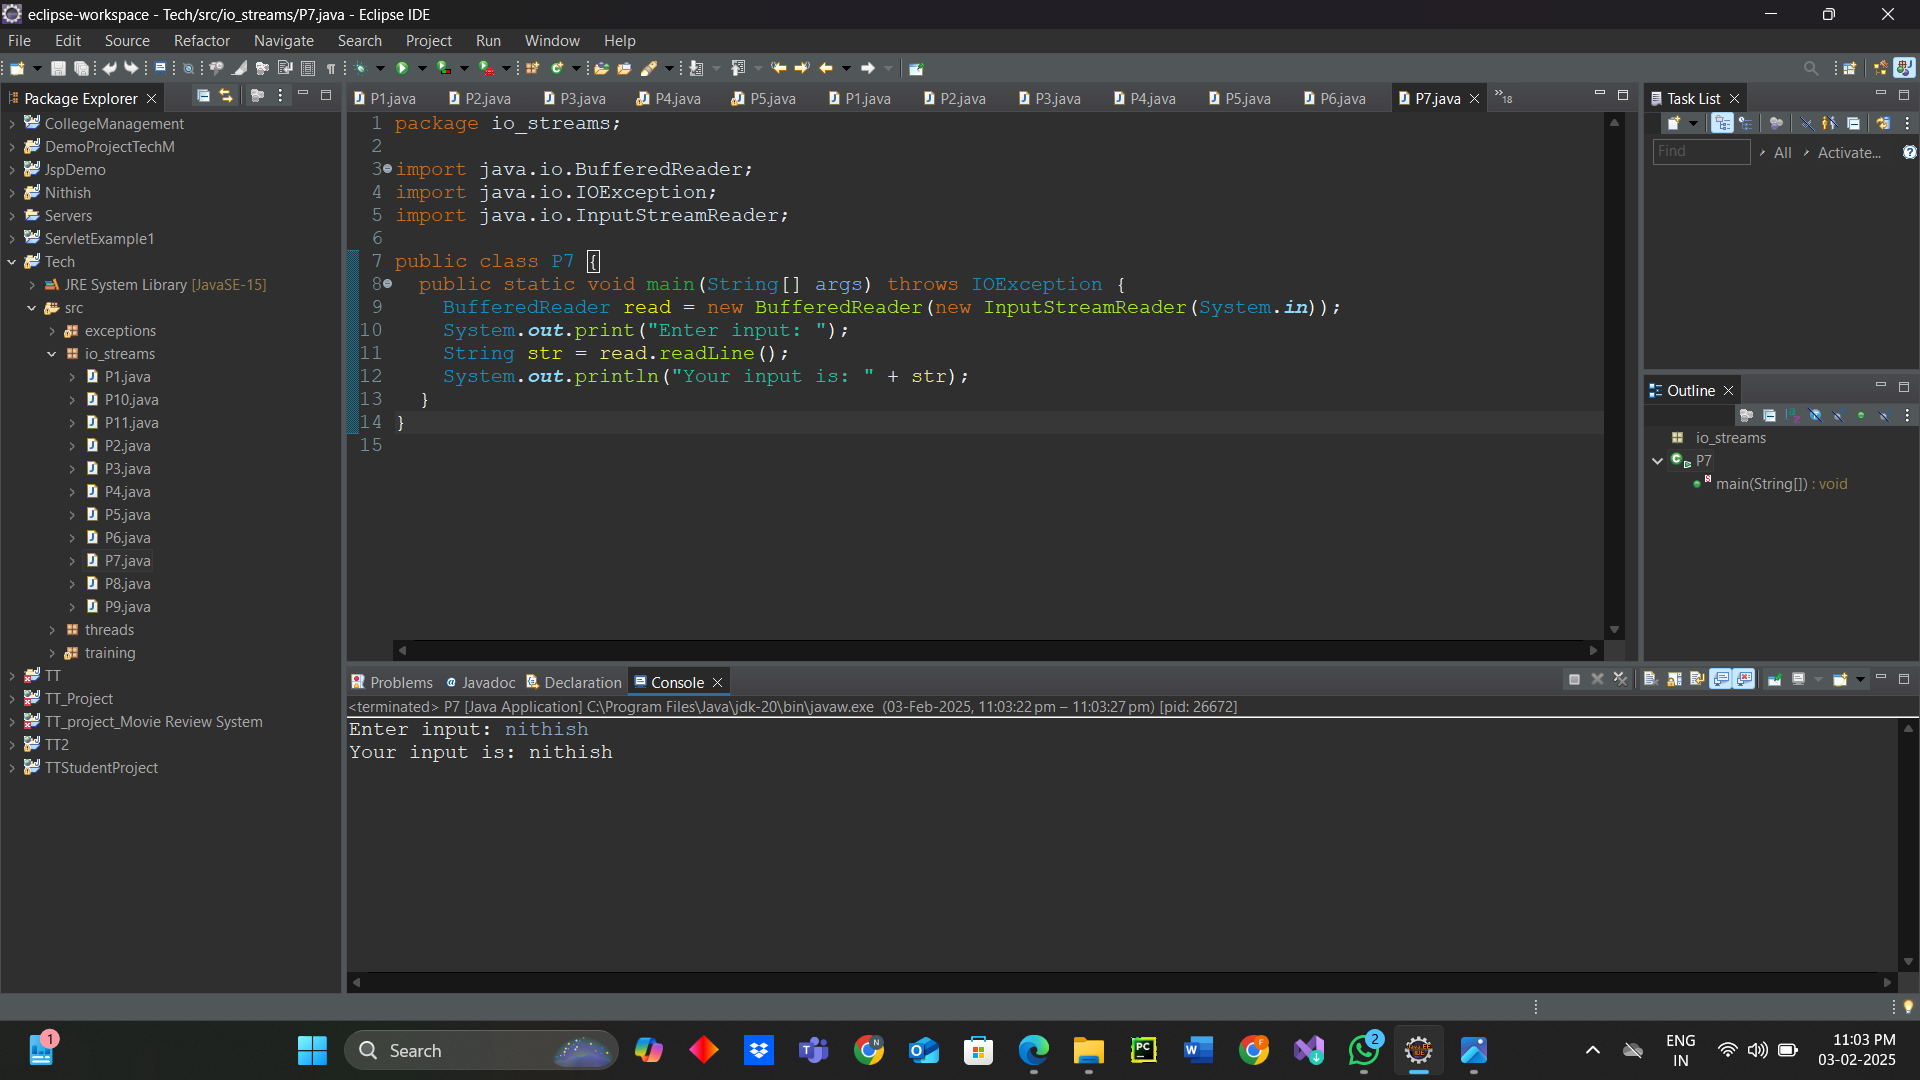 eclipse-workspace - Tech/src/io_streams/P7.java - Eclipse IDE
File Edit Source Refactor Navigate Search Project Run Window Help
Package Explorer
CollegeManagement
DemoProjectTechM
JspDemo
Nithish
Servers
ServletExample1
Tech
JRE System Library [JavaSE-15]
src
exceptions
io_streams
P1.java
P10.java
P11.java
P2.java
P3.java
P4.java
P5.java
P6.java
P7.java
P8.java
P9.java
threads
training
TT
TT_Project
TT_project_Movie Review System
TT2
TTStudentProject
P1.java P2.java P3.java P4.java P5.java P1.java P2.java P3.java P4.java P5.java P6.java P7.java »18
1 package io_streams;
2
3 import java.io.BufferedReader;
4 import java.io.IOException;
5 import java.io.InputStreamReader;
6
7 public class P7 {
8 public static void main(String[] args) throws IOException {
9 BufferedReader read = new BufferedReader(new InputStreamReader(System.in));
10 System.out.print("Enter input: ");
11 String str = read.readLine();
12 System.out.println("Your input is: " + str);
13 }
14 }
15
Task List
Find All Activate...
Outline
io_streams
P7
main(String[]) : void
Problems Javadoc Declaration Console
<terminated> P7 [Java Application] C:\Program Files\Java\jdk-20\bin\javaw.exe (03-Feb-2025, 11:03:22 pm – 11:03:27 pm) [pid: 26672]
Enter input: nithish
Your input is: nithish
1
Search
2
ENG
IN
11:03 PM
03-02-2025